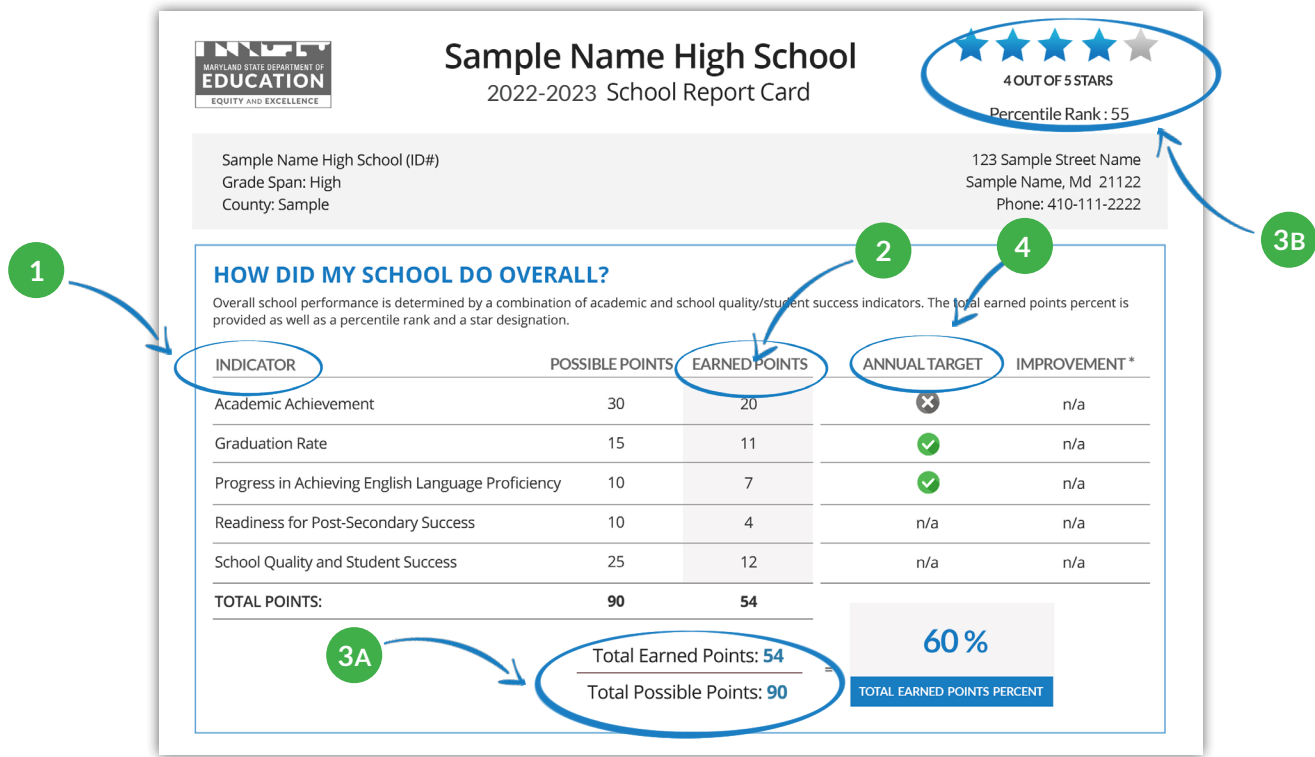 MARYLAND STATE DEPARTMENT OF
EDUCATION
EQUITY AND EXCELLENCE
Sample Name High School
2022-2023 School Report Card
4 OUT OF 5 STARS
Percentile Rank : 55
Sample Name High School (ID#)
Grade Span: High
County: Sample
123 Sample Street Name
Sample Name, Md 21122
Phone: 410-111-2222
3B
1
2
4
HOW DID MY SCHOOL DO OVERALL?
Overall school performance is determined by a combination of academic and school quality/student success indicators. The total earned points percent is
provided as well as a percentile rank and a star designation.
INDICATOR POSSIBLE POINTS EARNED POINTS ANNUAL TARGET IMPROVEMENT *
Academic Achievement 30 20 n/a
Graduation Rate 15 11 n/a
Progress in Achieving English Language Proficiency 10 7 n/a
Readiness for Post-Secondary Success 10 4 n/a n/a
School Quality and Student Success 25 12 n/a n/a
TOTAL POINTS: 90 54
3A
Total Earned Points: 54
Total Possible Points: 90
=
60 %
TOTAL EARNED POINTS PERCENT